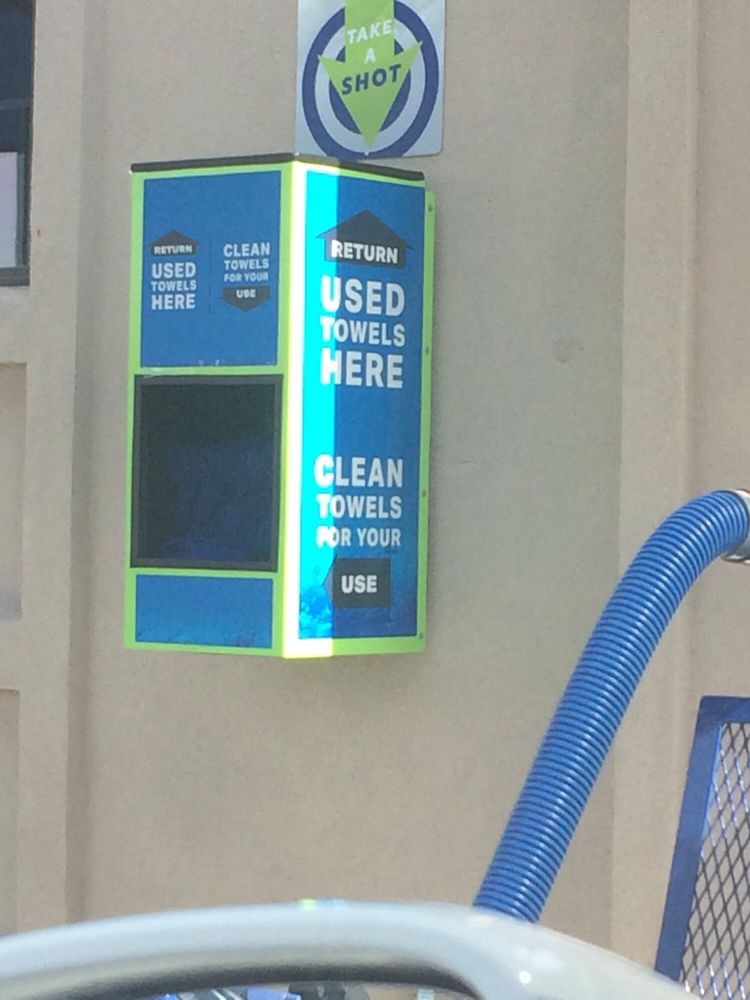 TAKE
A
SHOT
RETURN
USED
TOWELS
HERE
CLEAN
TOWELS
FOR YOUR
USE
RETURN
USED
TOWELS
HERE
CLEAN
TOWELS
FOR YOUR
USE